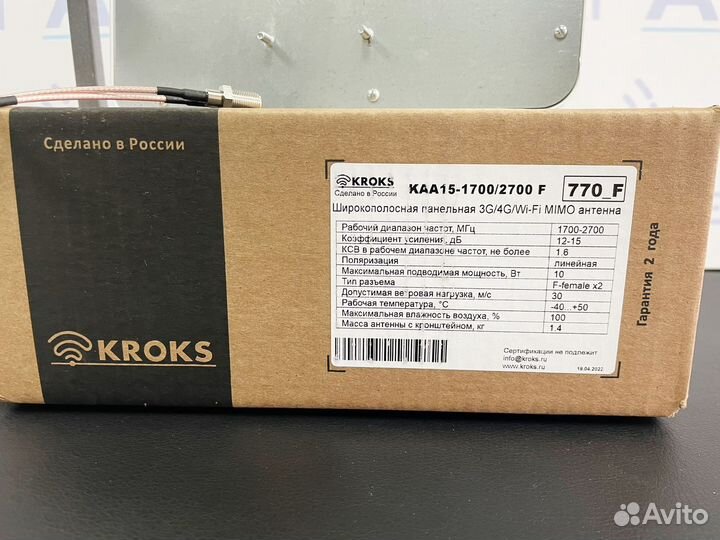 Сделано в России
KROKS
KROKS
Сделано в России
KAA15-1700/2700 F
770_F
Широкополосная панельная 3G/4G/Wi-Fi MIMO антенна
Рабочий диапазон частот, МГц 1700-2700
Коэффициент усиления, дБ 12-15
КСВ в рабочем диапазоне частот, не более 1.6
Поляризация линейная
Максимальная подводимая мощность, Вт 10
Тип разъема F-female x2
Допустимая ветровая нагрузка, м/с 30
Рабочая температура, °C -40...+50
Максимальная влажность воздуха, % 100
Масса антенны с кронштейном, кг 1.4
Сертификации не подлежит
info@kroks.ru
www.kroks.ru
19.04.2022
Гарантия 2 года
Avito